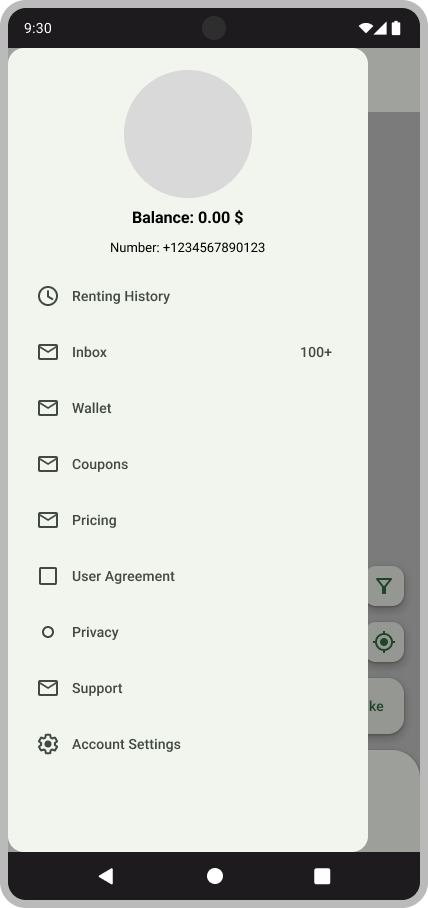 9:30
Balance: 0.00 $
Number: +1234567890123
Renting History
Inbox 100+
Wallet
Coupons
Pricing
User Agreement
Privacy
Support
ke
Account Settings